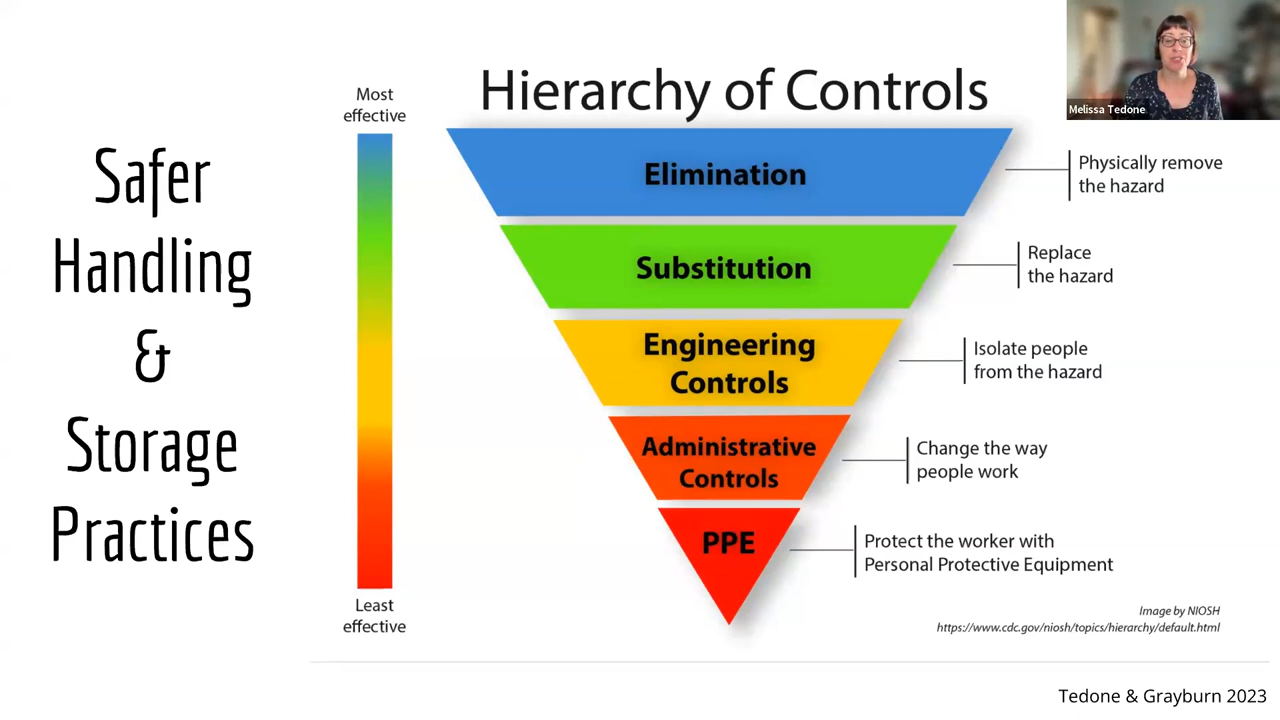 Safer
Handling
&
Storage
Practices
Hierarchy of Controls
Most
effective
Least
effective
Elimination
Physically remove
the hazard
Substitution
Replace
the hazard
Engineering
Controls
Isolate people
from the hazard
Administrative
Controls
Change the way
people work
PPE
Protect the worker with
Personal Protective Equipment
Image by NIOSH
https://www.cdc.gov/niosh/topics/hierarchy/default.html
Tedone & Grayburn 2023
Melissa Tedone